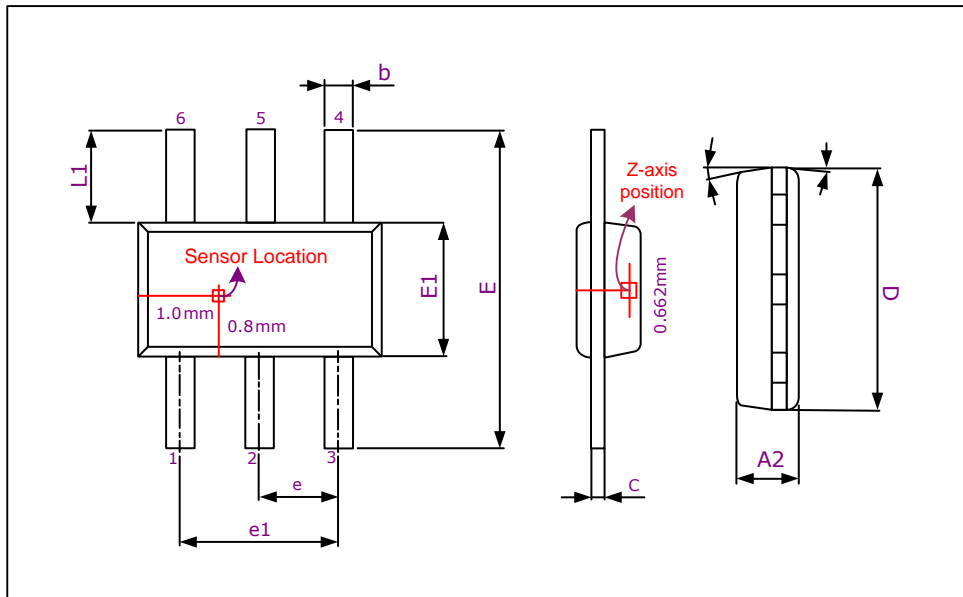 b
6
5
4
L1
Sensor Location
1.0mm
0.8mm
E1
E
1
2
3
e
e1
Z-axis
position
0.662mm
C
D
A2